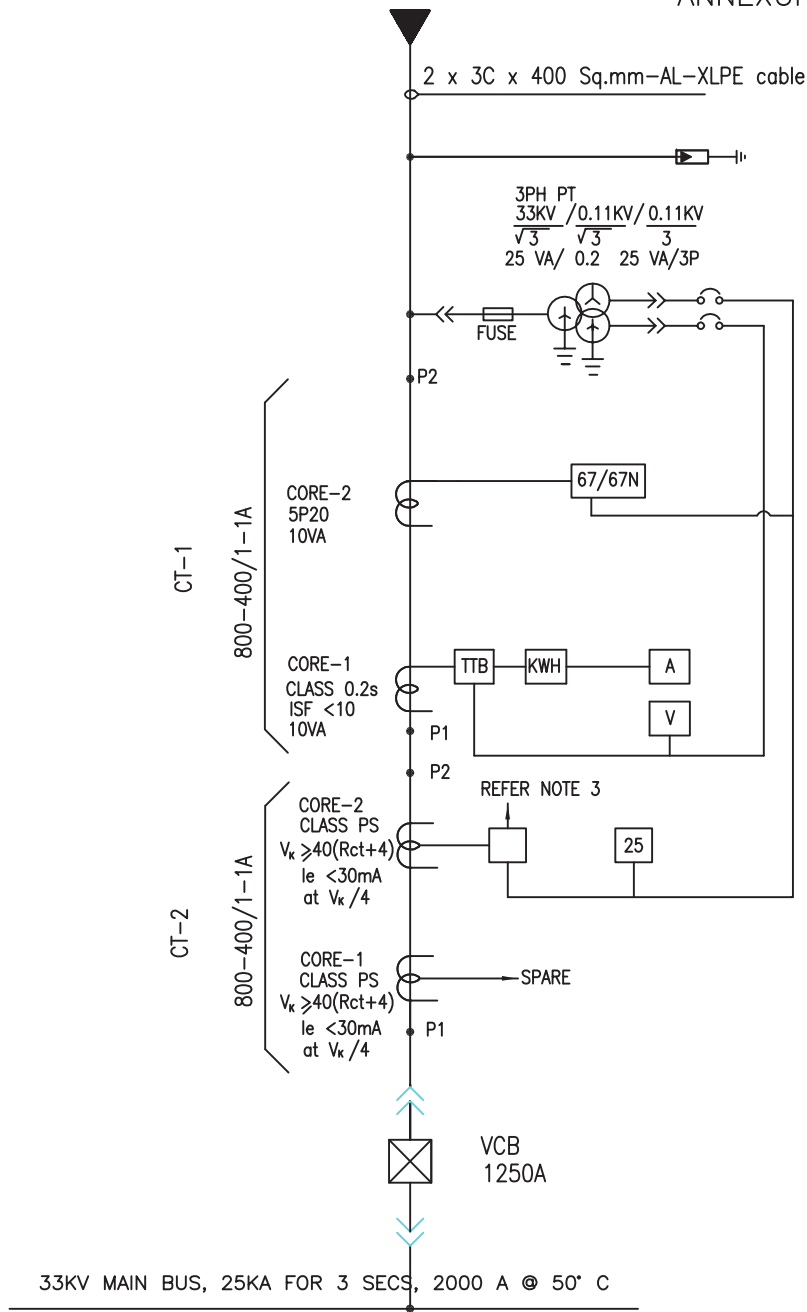 2 x 3C x 400 Sq.mm-AL-XLPE cable
3PH PT
33KV / 0.11KV / 0.11KV
√3 √3 3
25 VA/ 0.2 25 VA/3P
FUSE
P2
CORE-2
5P20
10VA
67/67N
CT-1
800-400/1-1A
CORE-1
CLASS 0.2s
ISF <10
10VA
TTB
KWH
A
V
P1
P2
REFER NOTE 3
CORE-2
CLASS PS
VK ⩾40(Rct+4)
Ie <30mA
at VK /4
25
CT-2
800-400/1-1A
CORE-1
CLASS PS
VK ⩾40(Rct+4)
Ie <30mA
at VK /4
SPARE
P1
VCB
1250A
33KV MAIN BUS, 25KA FOR 3 SECS, 2000 A @ 50° C